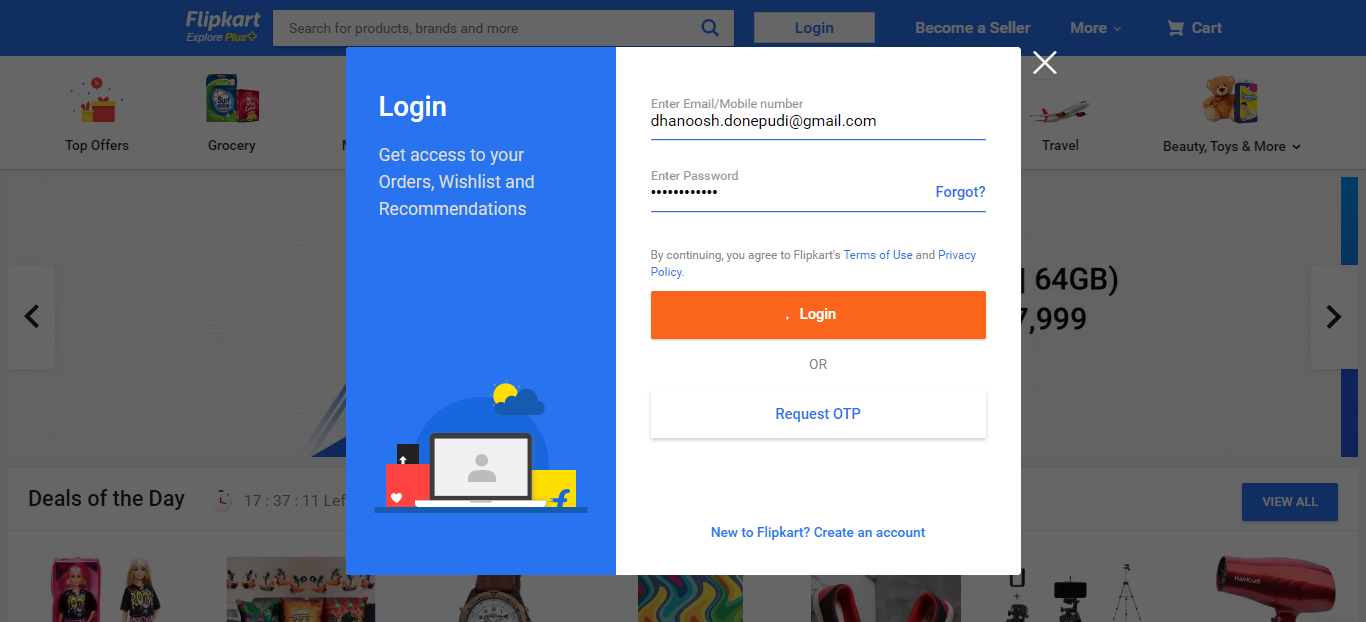 Flipkart
Explore Plus
Search for products, brands and more
Login
Become a Seller
More
Cart
Top Offers
Grocery
Travel
Beauty, Toys & More
Login
Get access to your
Orders, Wishlist and
Recommendations
Enter Email/Mobile number
dhanoosh.donepudi@gmail.com
Enter Password
••••••••••••
Forgot?
By continuing, you agree to Flipkart's Terms of Use and Privacy
Policy.
Login
OR
Request OTP
New to Flipkart? Create an account
64GB)
7,999
Deals of the Day
17 : 37 : 11 Lef
VIEW ALL
HairKraft